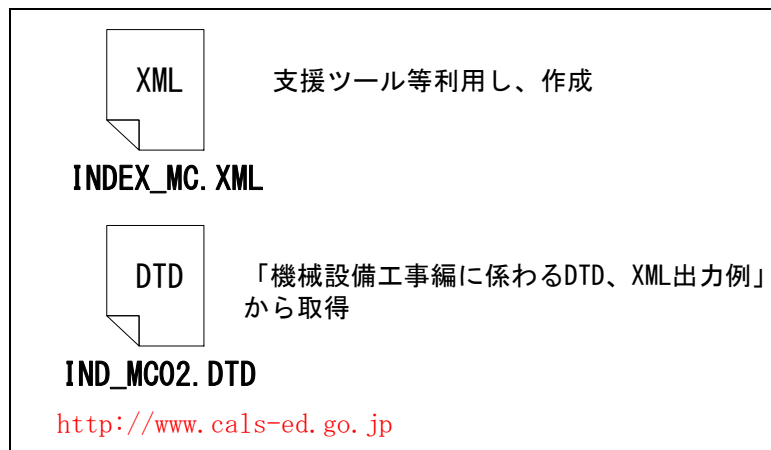 XML
支援ツール等利用し、作成
INDEX_MC.XML
DTD
「機械設備工事編に係わるDTD、XML出力例」
から取得
IND_MC02.DTD
http://www.cals-ed.go.jp